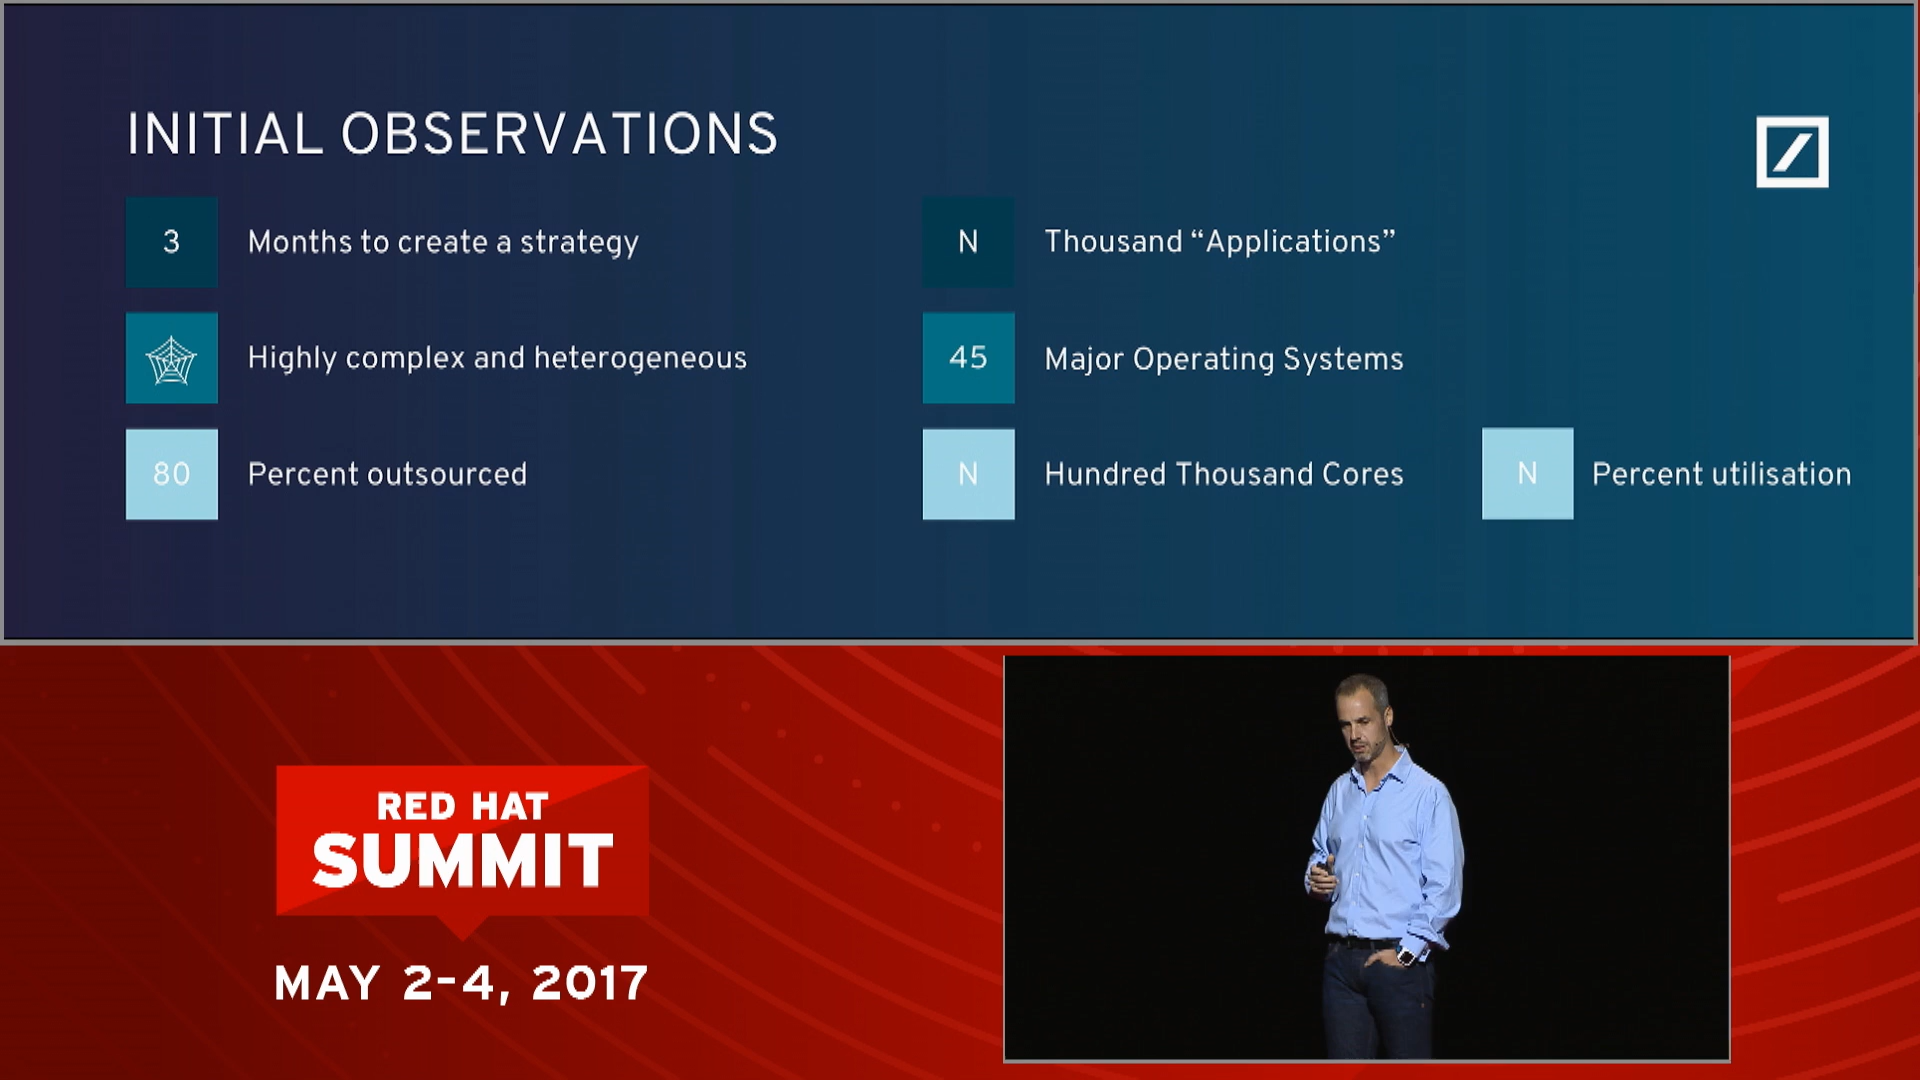 INITIAL OBSERVATIONS
3 Months to create a strategy
Highly complex and heterogeneous
80 Percent outsourced
N Thousand “Applications”
45 Major Operating Systems
N Hundred Thousand Cores
N Percent utilisation
RED HAT
SUMMIT
MAY 2-4, 2017